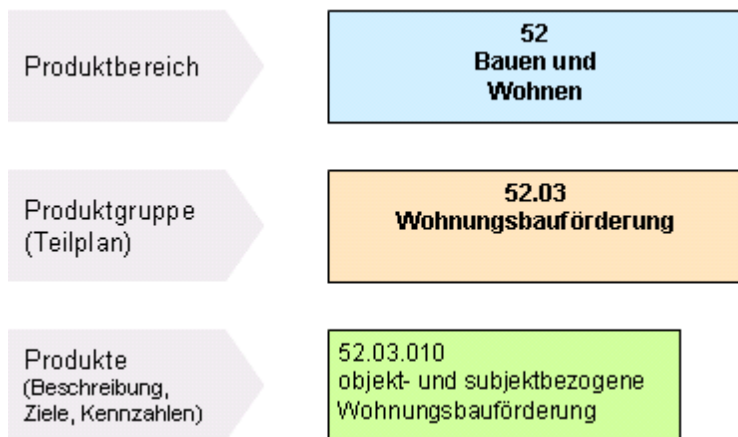 Produktbereich
52
Bauen und
Wohnen
Produktgruppe
(Teilplan)
52.03
Wohnungsbauförderung
Produkte
(Beschreibung,
Ziele, Kennzahlen)
52.03.010
objekt- und subjektbezogene
Wohnungsbauförderung